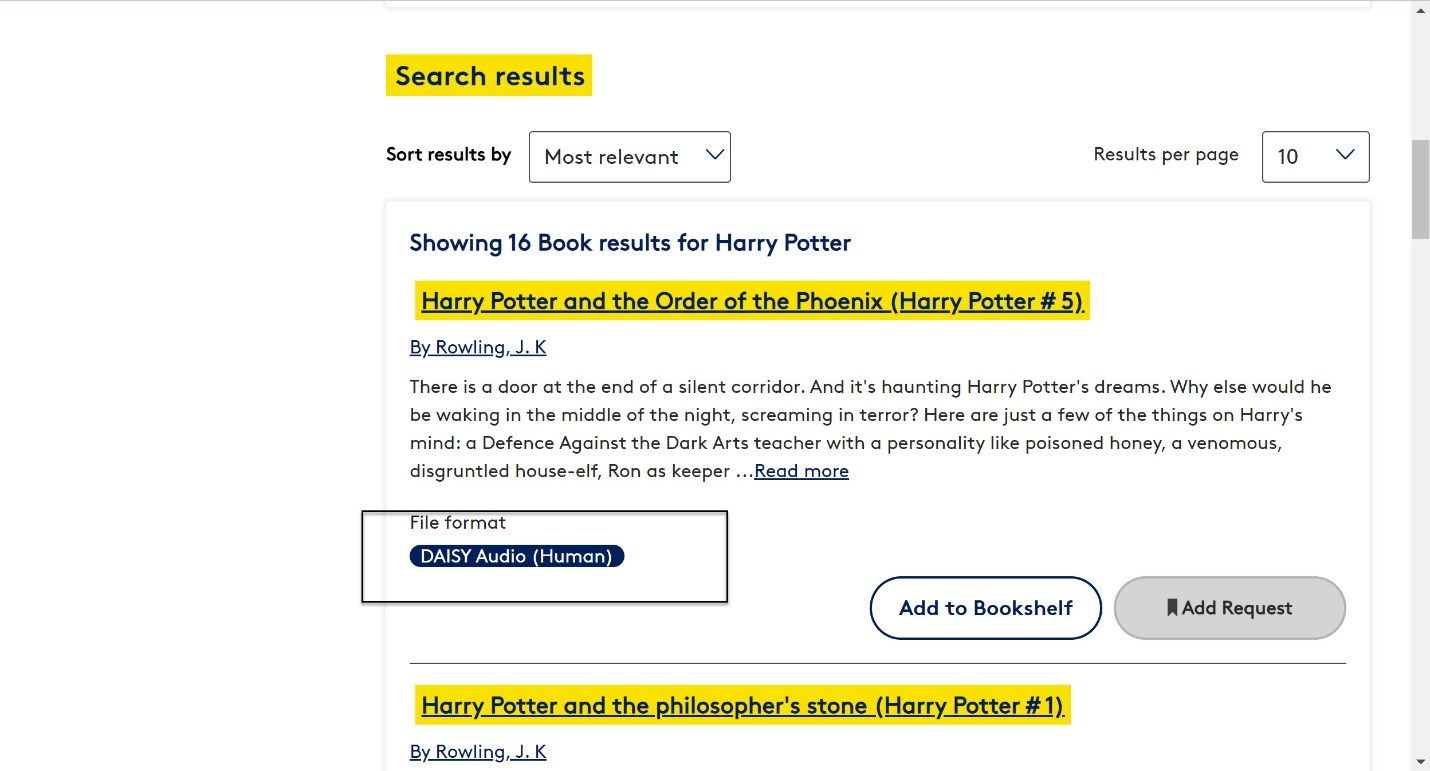 Search results
Sort results by Most relevant Results per page 10
Showing 16 Book results for Harry Potter
Harry Potter and the Order of the Phoenix (Harry Potter # 5)
By Rowling, J. K
There is a door at the end of a silent corridor. And it's haunting Harry Potter's dreams. Why else would he
be waking in the middle of the night, screaming in terror? Here are just a few of the things on Harry's
mind: a Defence Against the Dark Arts teacher with a personality like poisoned honey, a venomous,
disgruntled house-elf, Ron as keeper ...Read more
File format
DAISY Audio (Human)
Add to Bookshelf Add Request
Harry Potter and the philosopher's stone (Harry Potter # 1)
By Rowling, J. K